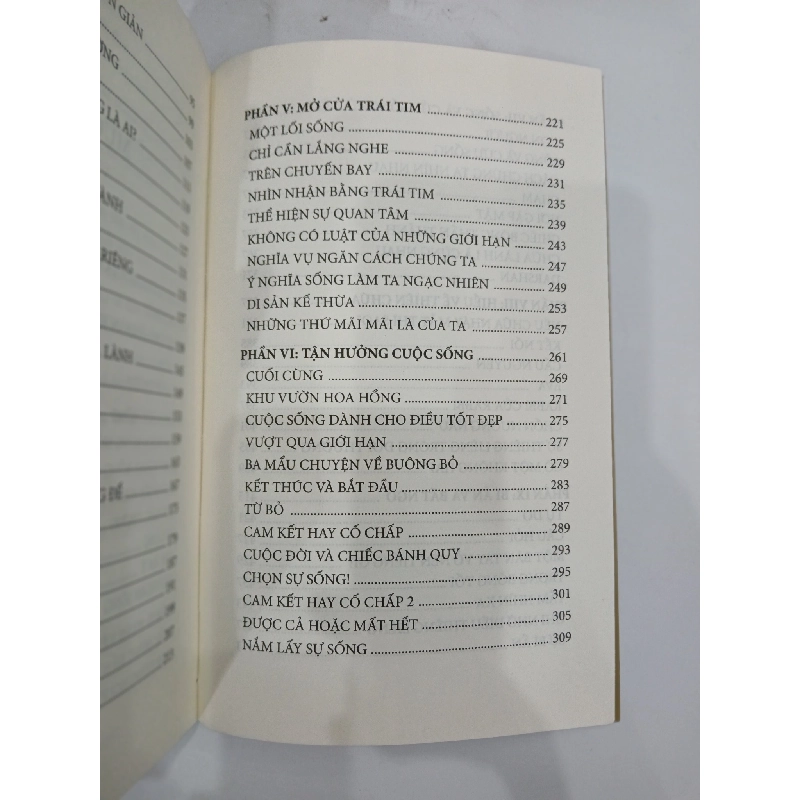 GIẢN
RIÊNG
LÀNH
PHẦN V: MỞ CỬA TRÁI TIM ........ 221
MỘT LỐI SỐNG ........ 225
CHỈ CẦN LẮNG NGHE ........ 229
TRÊN CHUYẾN BAY ........ 231
NHÌN NHẬN BẰNG TRÁI TIM ........ 235
THỂ HIỆN SỰ QUAN TÂM ........ 239
KHÔNG CÓ LUẬT CỦA NHỮNG GIỚI HẠN ........ 243
NGHĨA VỤ NGĂN CÁCH CHÚNG TA ........ 247
Ý NGHĨA SỐNG LÀM TA NGẠC NHIÊN ........ 249
DI SẢN KẾ THỪA ........ 253
NHỮNG THỨ MÃI MÃI LÀ CỦA TA ........ 257
PHẦN VI: TẬN HƯỞNG CUỘC SỐNG ........ 261
CUỐI CÙNG ........ 269
KHU VƯỜN HOA HỒNG ........ 271
CUỘC SỐNG DÀNH CHO ĐIỀU TỐT ĐẸP ........ 275
VƯỢT QUA GIỚI HẠN ........ 277
BA MẨU CHUYỆN VỀ BUÔNG BỎ ........ 279
KẾT THÚC VÀ BẮT ĐẦU ........ 283
TỪ BỎ ........ 287
CAM KẾT HAY CỐ CHẤP ........ 289
CUỘC ĐỜI VÀ CHIẾC BÁNH QUY ........ 293
CHỌN SỰ SỐNG! ........ 295
CAM KẾT HAY CỐ CHẤP 2 ........ 301
ĐƯỢC CẢ HOẶC MẤT HẾT ........ 305
NẮM LẤY SỰ SỐNG ........ 309